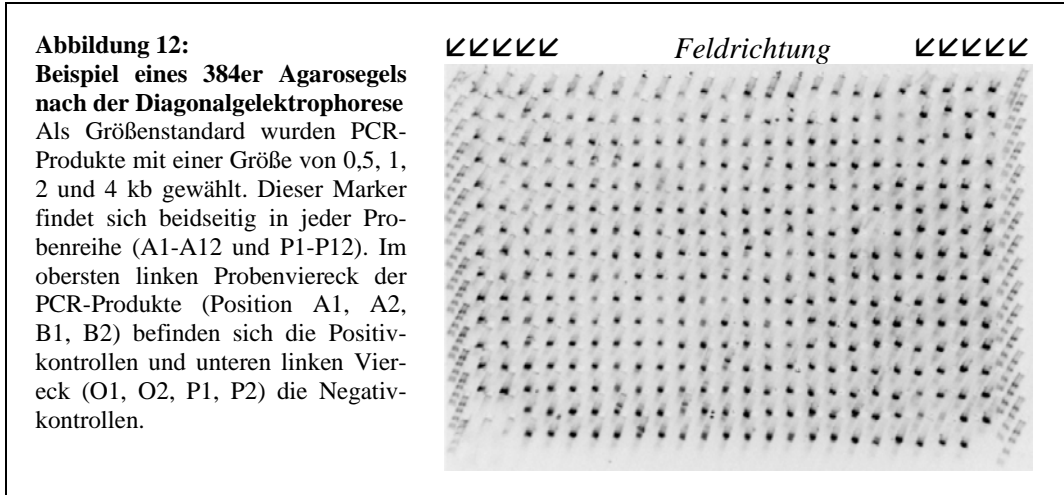 Abbildung 12:
Beispiel eines 384er Agarosegels
nach der Diagonalgelektrophorese
Als Größenstandard wurden PCR-
Produkte mit einer Größe von 0,5, 1,
2 und 4 kb gewählt. Dieser Marker
findet sich beidseitig in jeder Pro-
benreihe (A1-A12 und P1-P12). Im
obersten linken Probenviereck der
PCR-Produkte (Position A1, A2,
B1, B2) befinden sich die Positiv-
kontrollen und unteren linken Vier-
eck (O1, O2, P1, P2) die Negativ-
kontrollen.
Feldrichtung